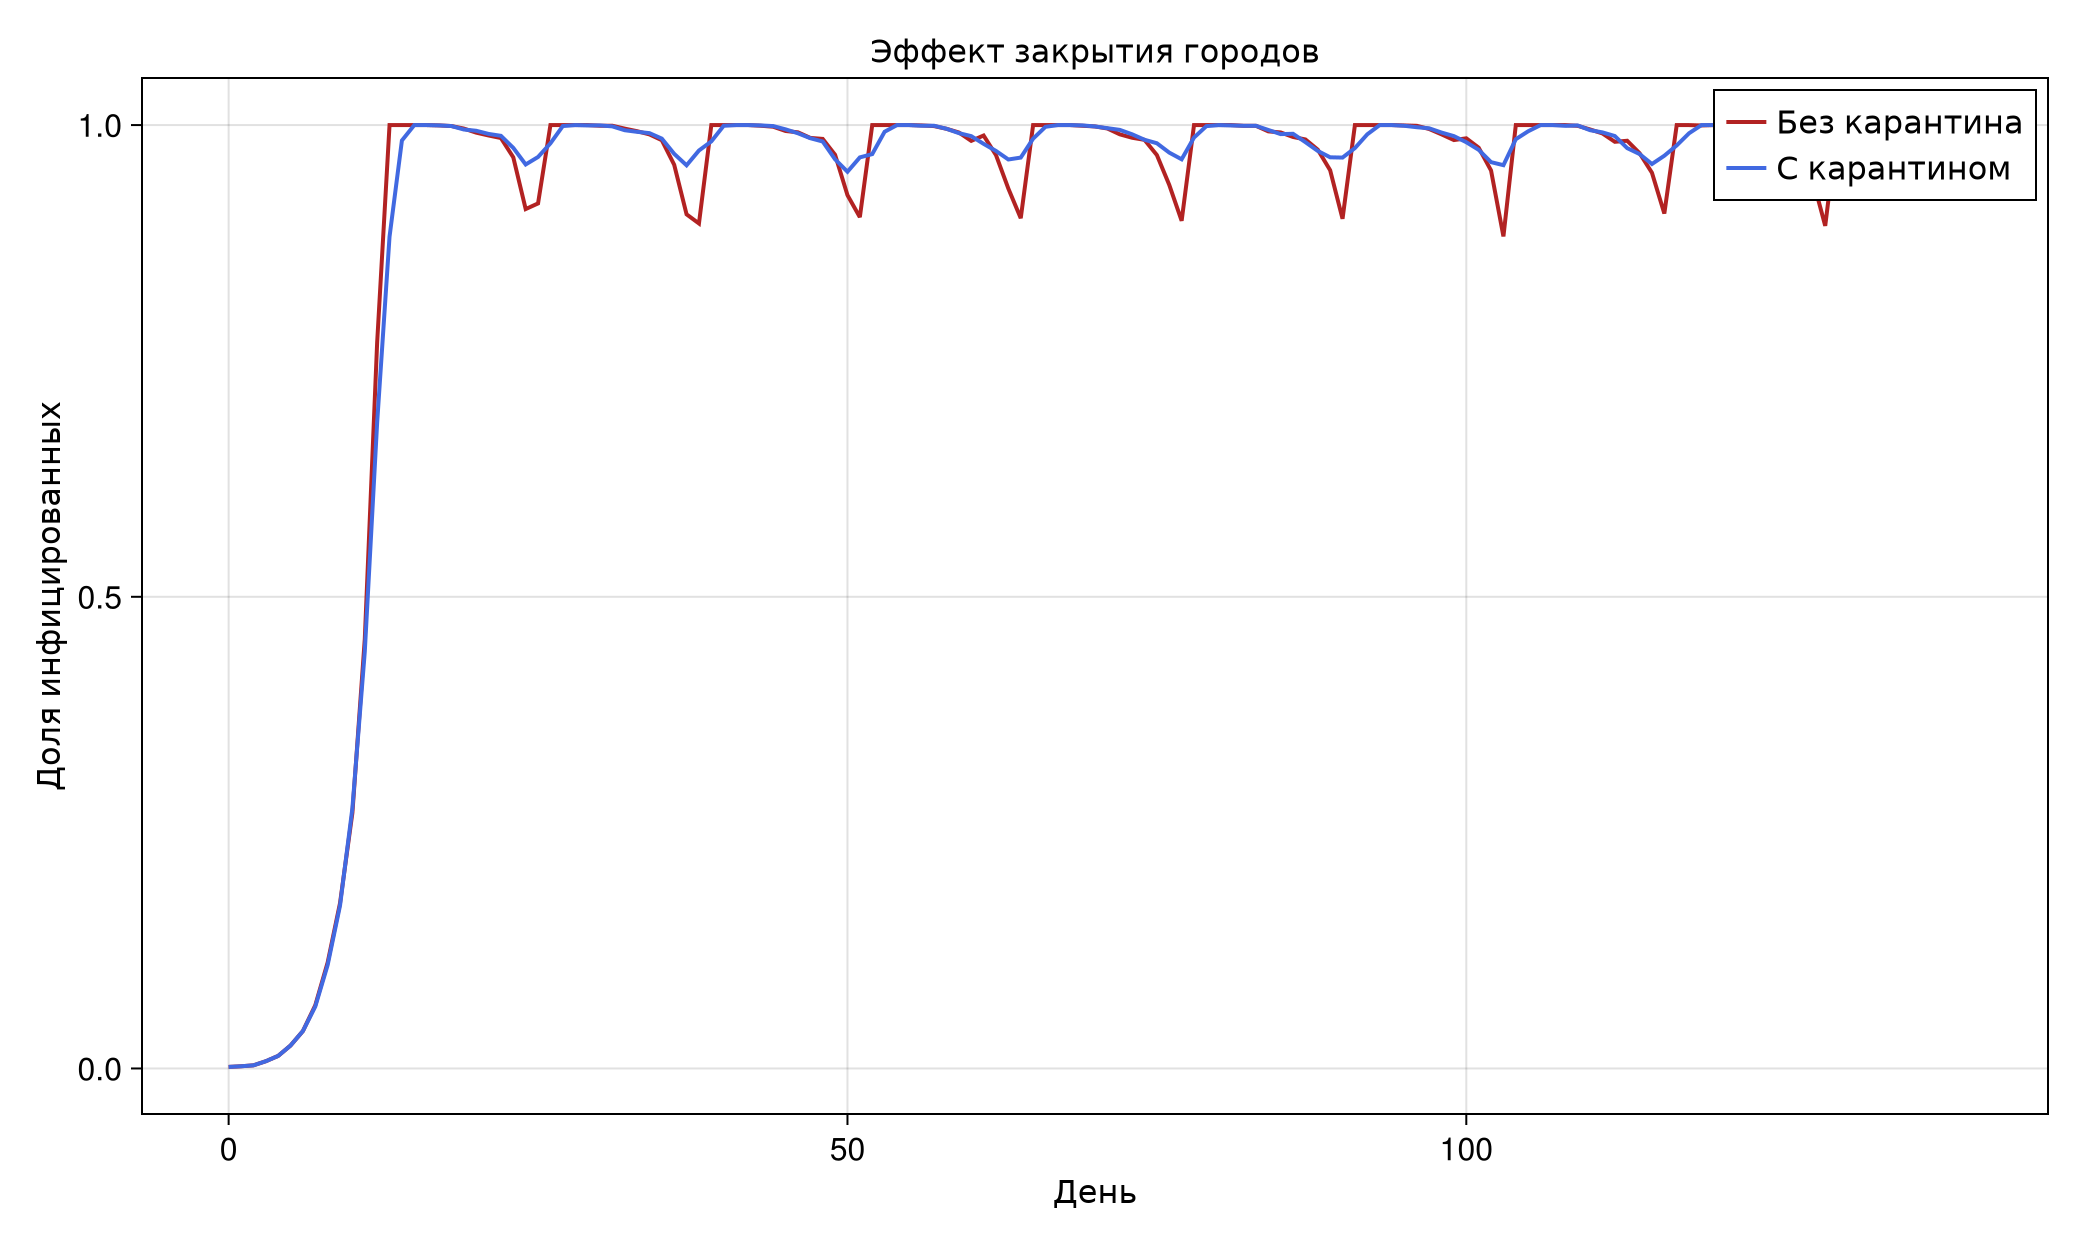 Эффект закрытия городов
Без карантина
С карантином
Доля инфицированных
1.0
0.5
0.0
0
50
100
День